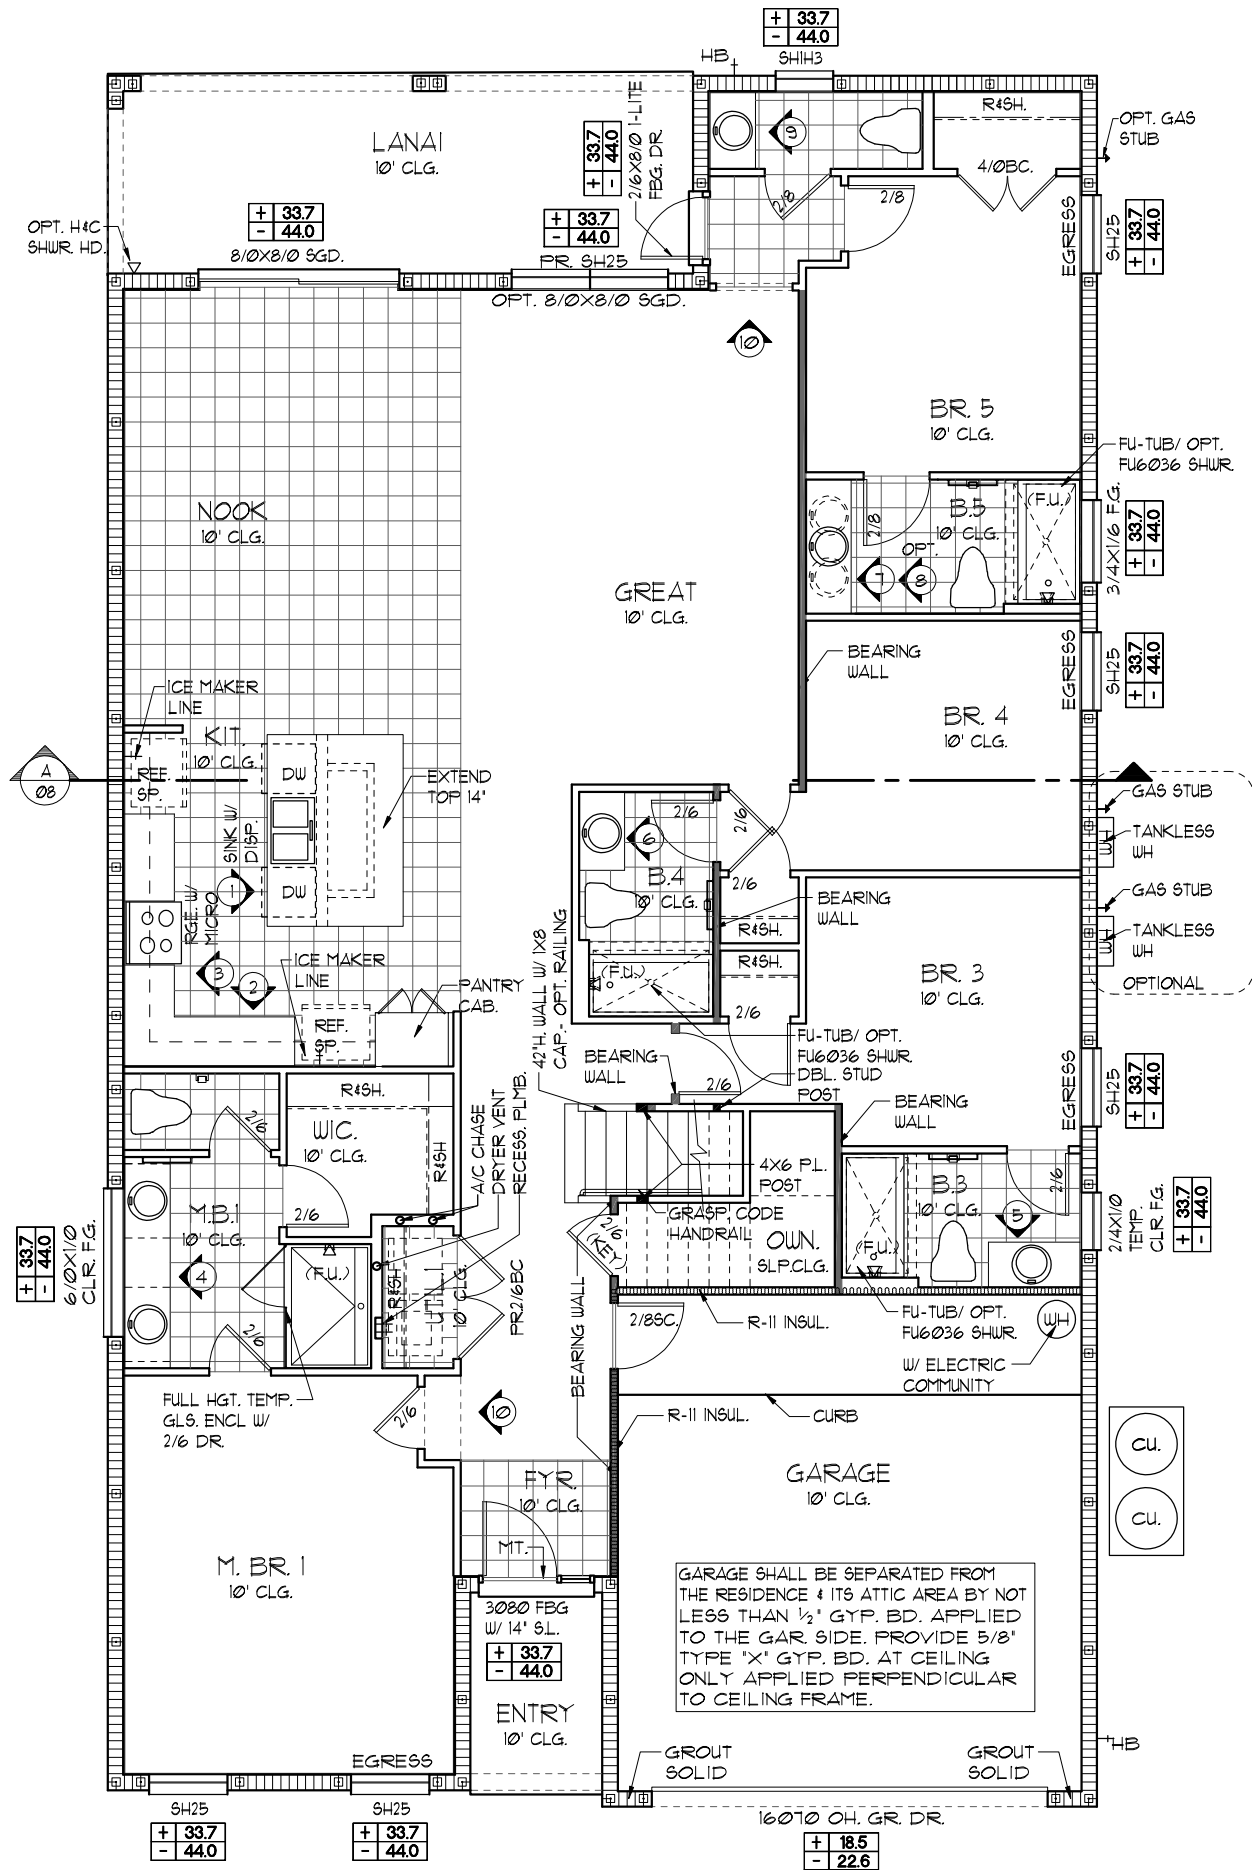 + 33.7
- 44.0
SH1H3
HB
LANAI
10' CLG.
+ 33.7
- 44.0
2/6X8/0 1-LITE
FBG. DR
9
R&SH.
4/0BC.
OPT. GAS
STUB
2/8
2/8
OPT. H&C
SHWR. HD.
+ 33.7
- 44.0
8/0X8/0 SGD.
+ 33.7
- 44.0
PR. SH25
OPT. 8/0X8/0 SGD.
EGRESS
SH25
+ 33.7
- 44.0
10
BR. 5
10' CLG.
FU-TUB/ OPT.
FU6036 SHWR.
NOOK
10' CLG.
2/8
B.5
10' CLG.
OPT.
7
8
(F.U.)
3/4X1/6 F.G.
+ 33.7
- 44.0
GREAT
10' CLG.
BEARING
WALL
EGRESS
SH25
+ 33.7
- 44.0
ICE MAKER
LINE
KIT.
10' CLG.
BR. 4
10' CLG.
A
08
REF.
SP.
DW
EXTEND
TOP 14"
SINK W/
DISP.
GAS STUB
TANKLESS
WH
WH
2/6
6
2/6
B.4
10' CLG.
2/6
1
DW
RGE. W/
MICRO
BEARING
WALL
R&SH.
GAS STUB
TANKLESS
WH
WH
OPTIONAL
3
2
ICE MAKER
LINE
PANTRY
CAB.
REF.
SP.
42"H. WALL W/ 1X8
CAP.- OPT. RAILING
(F.U.)
R&SH.
2/6
BR. 3
10' CLG.
FU-TUB/ OPT.
FU6036 SHWR.
DBL. STUD
POST
BEARING
WALL
2/6
EGRESS
SH25
+ 33.7
- 44.0
R&SH.
WIC.
10' CLG.
R&SH
2/6
A/C CHASE
DRYER VENT
RECESS. PLMB.
BEARING
WALL
4X6 P.L.
POST
GRASP. CODE
HANDRAIL
2/6
(KEY)
OWN.
SLP.CLG.
B.3
10' CLG.
5
2/6
(F.U.)
2/4X1/0
TEMP.
CLR F.G.
+ 33.7
- 44.0
+ 33.7
- 44.0
6/0X1/0
CLR. F.G.
M.B.1
10' CLG.
4
2/6
(F.U.)
R&SH
10' CLG.
PR.2/6BC
2/6
BEARING WALL
2/8SC.
R-11 INSUL.
FU-TUB/ OPT.
FU6036 SHWR.
WH
W/ ELECTRIC
COMMUNITY
FULL HGT. TEMP.
GLS. ENCL W/
2/6 DR.
2/6
10
R-11 INSUL.
CURB
CU.
CU.
GARAGE
10' CLG.
FYR.
10' CLG.
MT.
M. BR. 1
10' CLG.
3080 FBG
W/ 14" S.L.
+ 33.7
- 44.0
GARAGE SHALL BE SEPARATED FROM
THE RESIDENCE & ITS ATTIC AREA BY NOT
LESS THAN ½" GYP. BD. APPLIED
TO THE GAR. SIDE. PROVIDE 5/8"
TYPE "X" GYP. BD. AT CEILING
ONLY APPLIED PERPENDICULAR
TO CEILING FRAME.
ENTRY
10' CLG.
HB
EGRESS
GROUT
SOLID
GROUT
SOLID
SH25
+ 33.7
- 44.0
SH25
+ 33.7
- 44.0
16070 OH. GR. DR.
+ 18.5
- 22.6